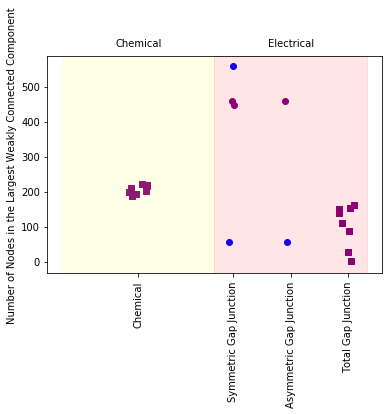 Chemical Electrical
Number of Nodes in the Largest Weakly Connected Component
500
400
300
200
100
0
Chemical
Symmetric Gap Junction
Asymmetric Gap Junction
Total Gap Junction